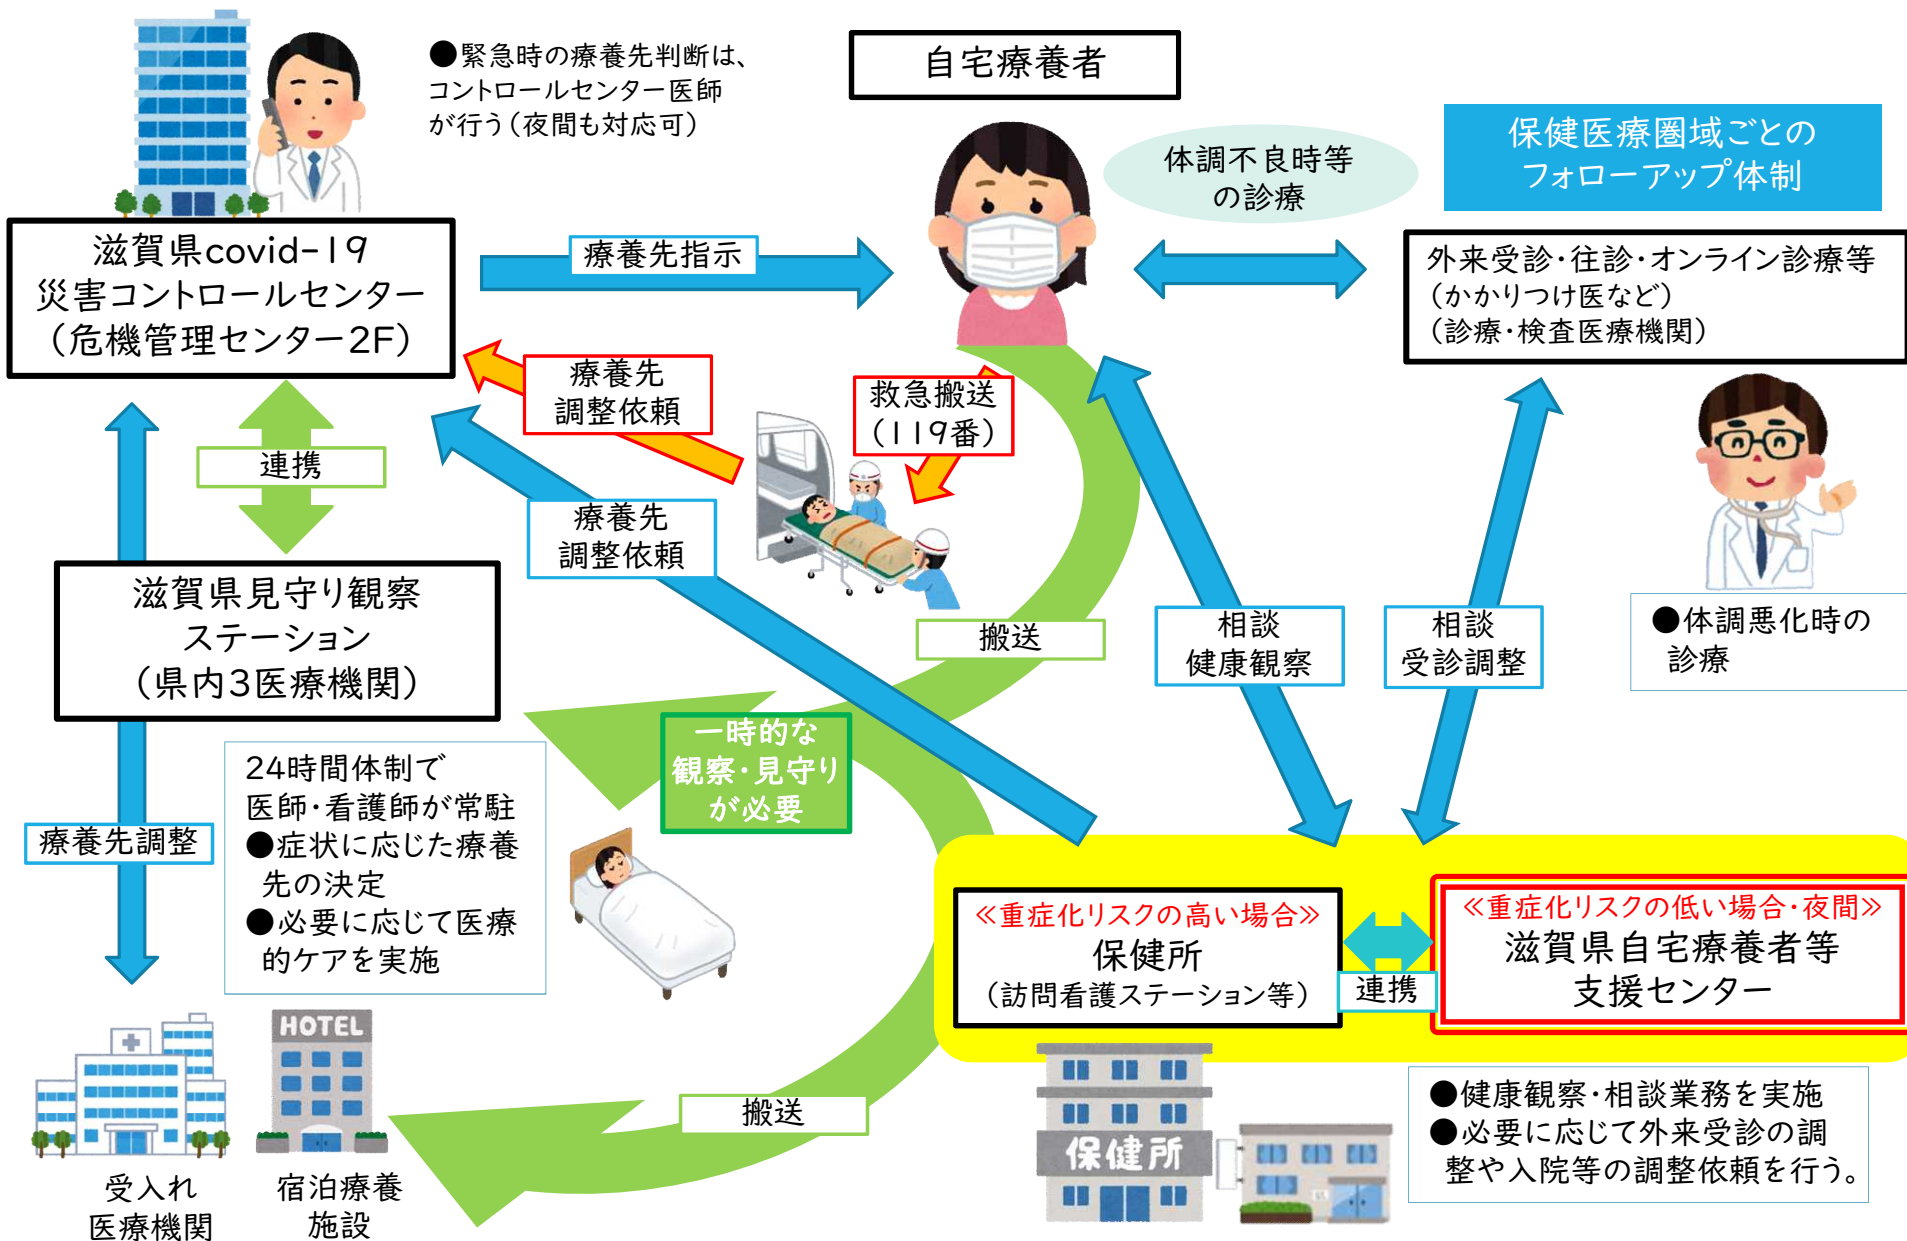 ●緊急時の療養先判断は、
コントロールセンター医師
が行う(夜間も対応可)
自宅療養者
保健医療圏域ごとの
フォローアップ体制
体調不良時等
の診療
滋賀県covid-19
災害コントロールセンター
(危機管理センター2F)
療養先指示
外来受診・往診・オンライン診療等
(かかりつけ医など)
(診療・検査医療機関)
療養先
調整依頼
救急搬送
(119番)
連携
療養先
調整依頼
滋賀県見守り観察
ステーション
(県内3医療機関)
搬送
相談
健康観察
相談
受診調整
●体調悪化時の
診療
一時的な
観察・見守り
が必要
24時間体制で
医師・看護師が常駐
●症状に応じた療養
先の決定
●必要に応じて医療
的ケアを実施
療養先調整
≪重症化リスクの高い場合≫
保健所
(訪問看護ステーション等)
連携
≪重症化リスクの低い場合・夜間≫
滋賀県自宅療養者等
支援センター
HOTEL
搬送
保健所
●健康観察・相談業務を実施
●必要に応じて外来受診の調
整や入院等の調整依頼を行う。
受入れ
医療機関
宿泊療養
施設